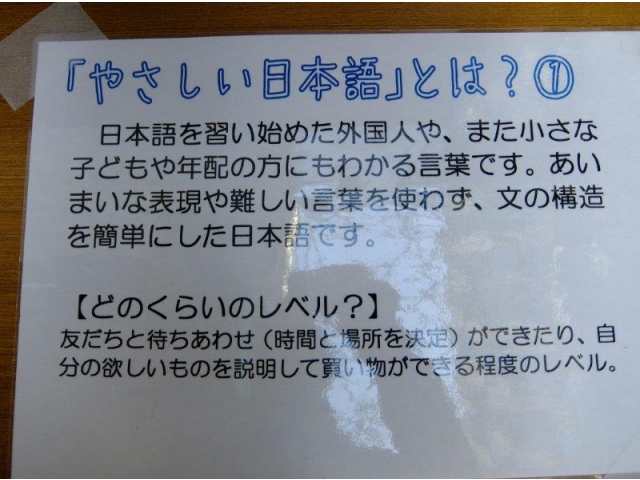 「やさしい日本語」とは？①
日本語を習い始めた外国人や、また小さな
子どもや年配の方にもわかる言葉です。あい
まいな表現や難しい言葉を使わず、文の構造
を簡単にした日本語です。
【どのくらいのレベル？】
友だちと待ちあわせ（時間と場所を決定）ができたり、自
分の欲しいものを説明して買い物ができる程度のレベル。